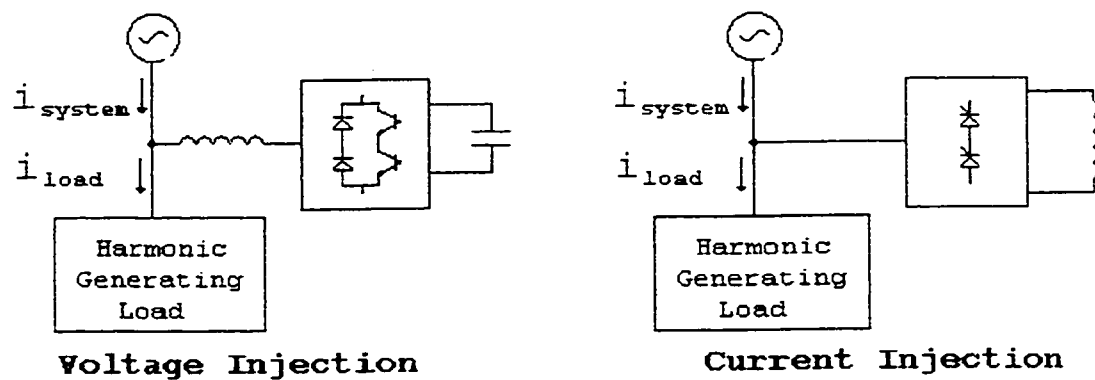 i system
i load
Harmonic
Generating
Load
Voltage Injection
i system
i load
Harmonic
Generating
Load
Current Injection